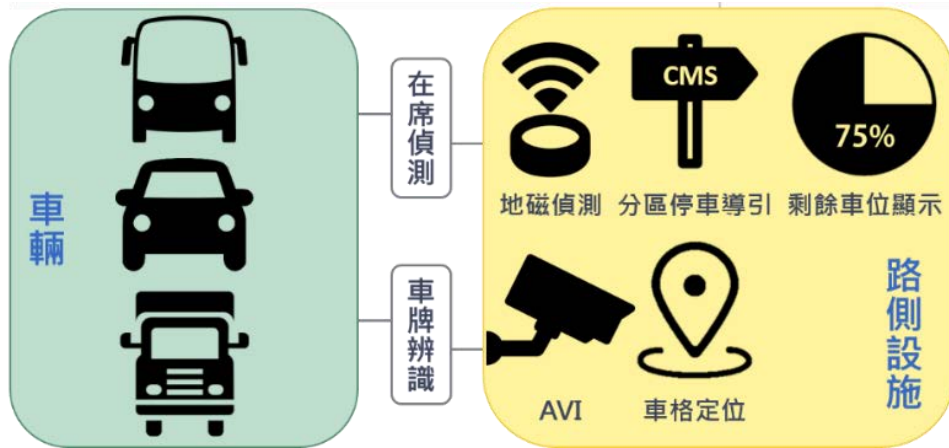 車輛
在席偵測
車牌辨識
CMS
75%
地磁偵測
分區停車導引
剩餘車位顯示
AVI
車格定位
路側設施